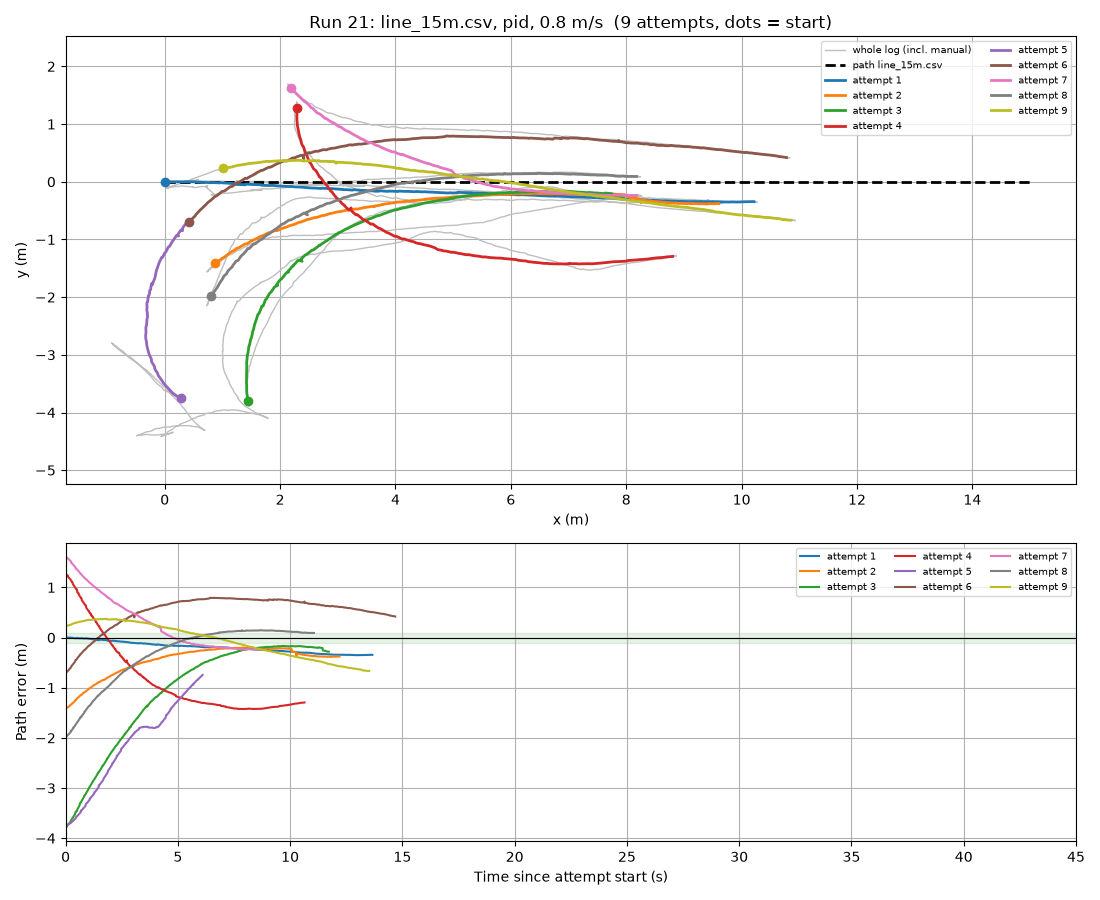 Run 21: line_15m.csv, pid, 0.8 m/s  (9 attempts, dots = start)
2
1
0
−1
−2
−3
−4
−5
y (m)
0
2
4
6
8
10
12
14
x (m)
whole log (incl. manual)
path line_15m.csv
attempt 1
attempt 2
attempt 3
attempt 4
attempt 5
attempt 6
attempt 7
attempt 8
attempt 9
1
0
−1
−2
−3
−4
Path error (m)
0
5
10
15
20
25
30
35
40
45
Time since attempt start (s)
attempt 1
attempt 2
attempt 3
attempt 4
attempt 5
attempt 6
attempt 7
attempt 8
attempt 9